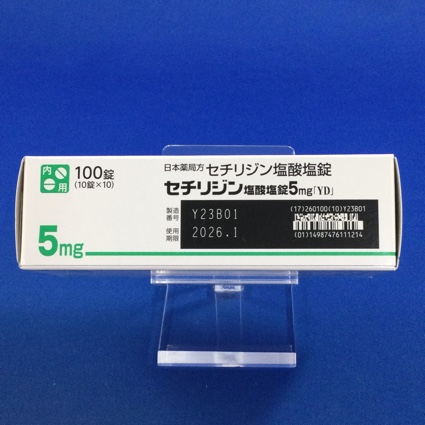 内用
100錠
(10錠×10)
日本薬局方 セチリジン塩酸塩錠
セチリジン塩酸塩錠5mg「YD」
製造番号 Y23B01
使用期限 2026.1
(17)260100(10)Y23B01
(01)14987476111214
5mg